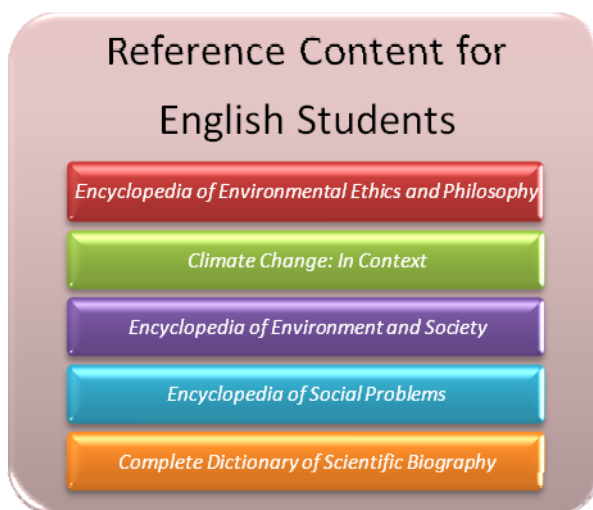 Reference Content for
English Students
Encyclopedia of Environmental Ethics and Philosophy
Climate Change: In Context
Encyclopedia of Environment and Society
Encyclopedia of Social Problems
Complete Dictionary of Scientific Biography